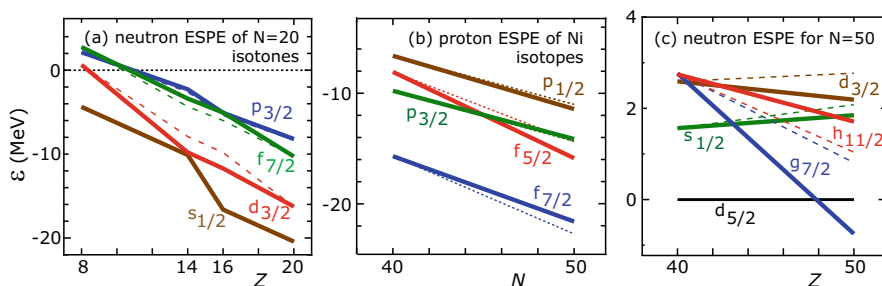 (a) neutron ESPE of N=20 isotones
ε (MeV)
0
-10
-20
8
14
16
20
Z
p3/2
f7/2
d3/2
s1/2
(b) proton ESPE of Ni isotopes
-10
-20
40
50
N
p1/2
p3/2
f5/2
f7/2
(c) neutron ESPE for N=50
4
2
0
40
50
Z
d3/2
h11/2
s1/2
g7/2
d5/2